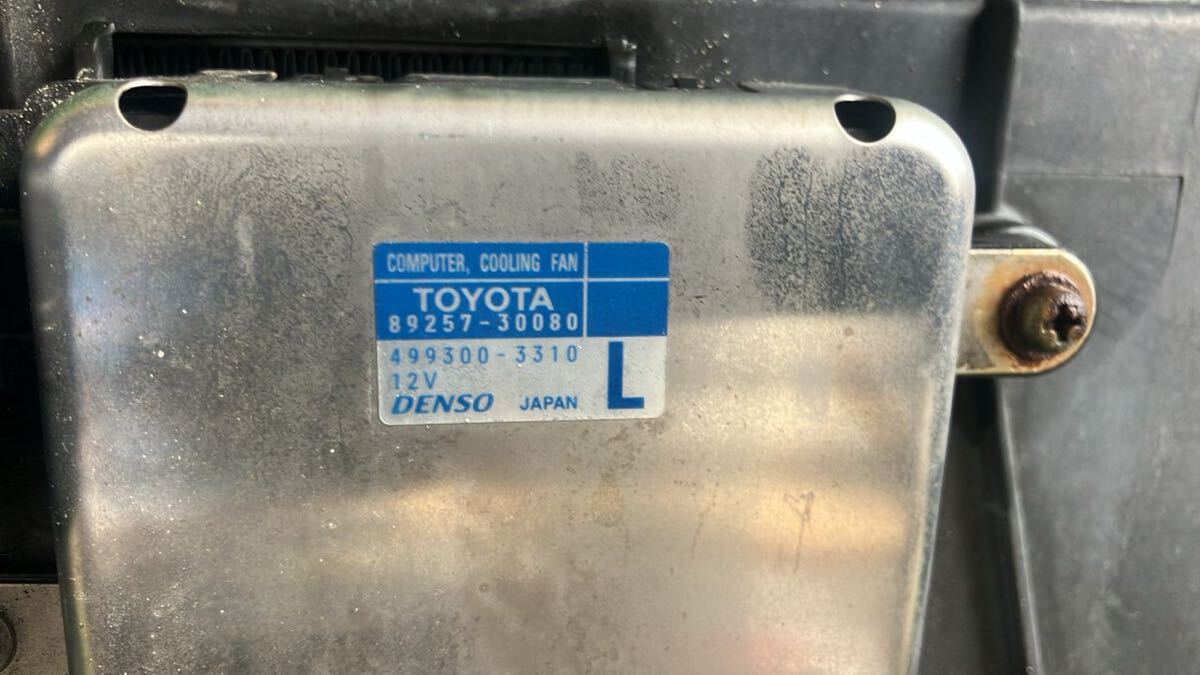 COMPUTER, COOLING FAN
TOYOTA
89257-30080
499300-3310
12V
L
DENSO JAPAN